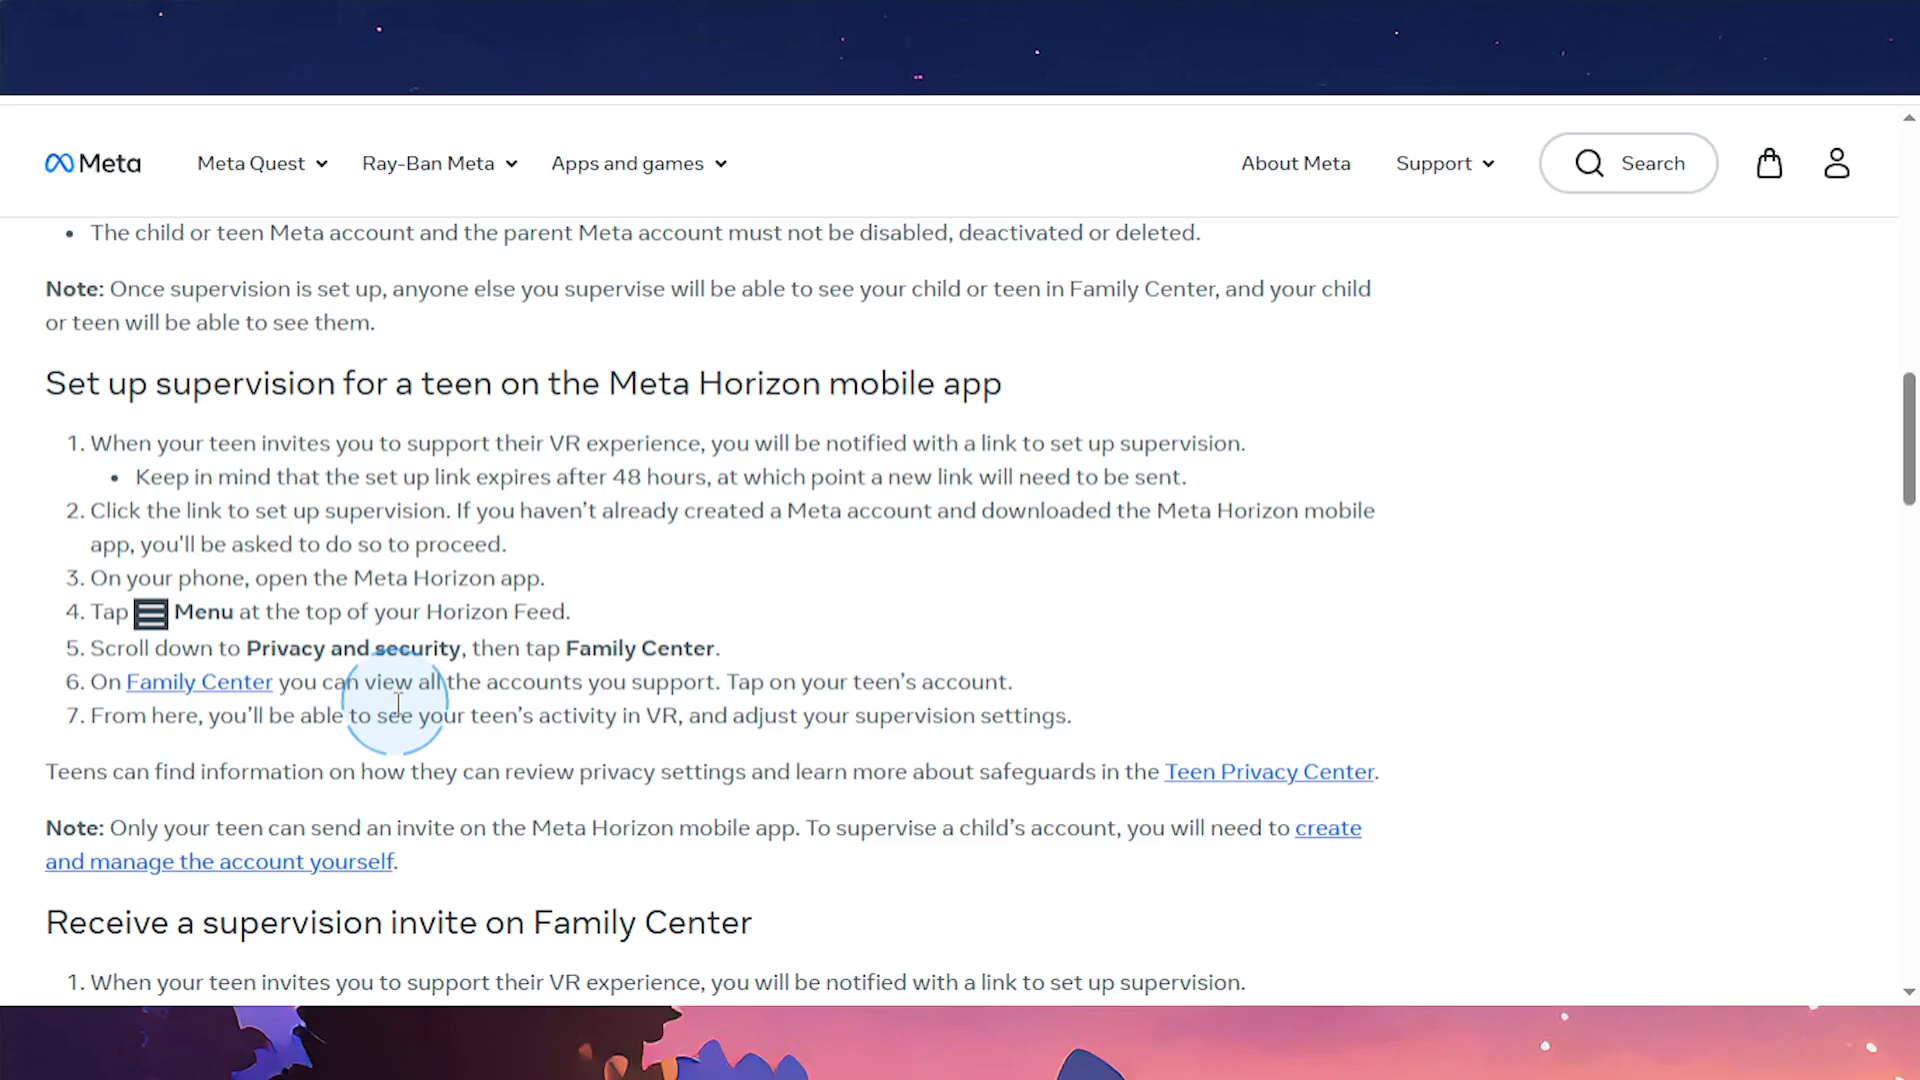 Meta
Meta Quest
Ray-Ban Meta
Apps and games
About Meta
Support
Search
• The child or teen Meta account and the parent Meta account must not be disabled, deactivated or deleted.
Note: Once supervision is set up, anyone else you supervise will be able to see your child or teen in Family Center, and your child
or teen will be able to see them.
Set up supervision for a teen on the Meta Horizon mobile app
1. When your teen invites you to support their VR experience, you will be notified with a link to set up supervision.
• Keep in mind that the set up link expires after 48 hours, at which point a new link will need to be sent.
2. Click the link to set up supervision. If you haven’t already created a Meta account and downloaded the Meta Horizon mobile
app, you'll be asked to do so to proceed.
3. On your phone, open the Meta Horizon app.
4. Tap Menu at the top of your Horizon Feed.
5. Scroll down to Privacy and security, then tap Family Center.
6. On Family Center you can view all the accounts you support. Tap on your teen’s account.
7. From here, you’ll be able to see your teen’s activity in VR, and adjust your supervision settings.
Teens can find information on how they can review privacy settings and learn more about safeguards in the Teen Privacy Center.
Note: Only your teen can send an invite on the Meta Horizon mobile app. To supervise a child’s account, you will need to create
and manage the account yourself.
Receive a supervision invite on Family Center
1. When your teen invites you to support their VR experience, you will be notified with a link to set up supervision.